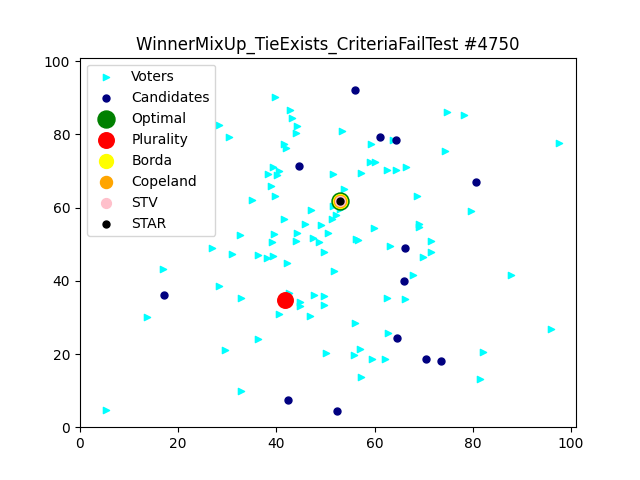 WinnerMixUp_TieExists_CriteriaFailTest #4750
100
80
60
40
20
0
0 20 40 60 80 100
Voters
Candidates
Optimal
Plurality
Borda
Copeland
STV
STAR